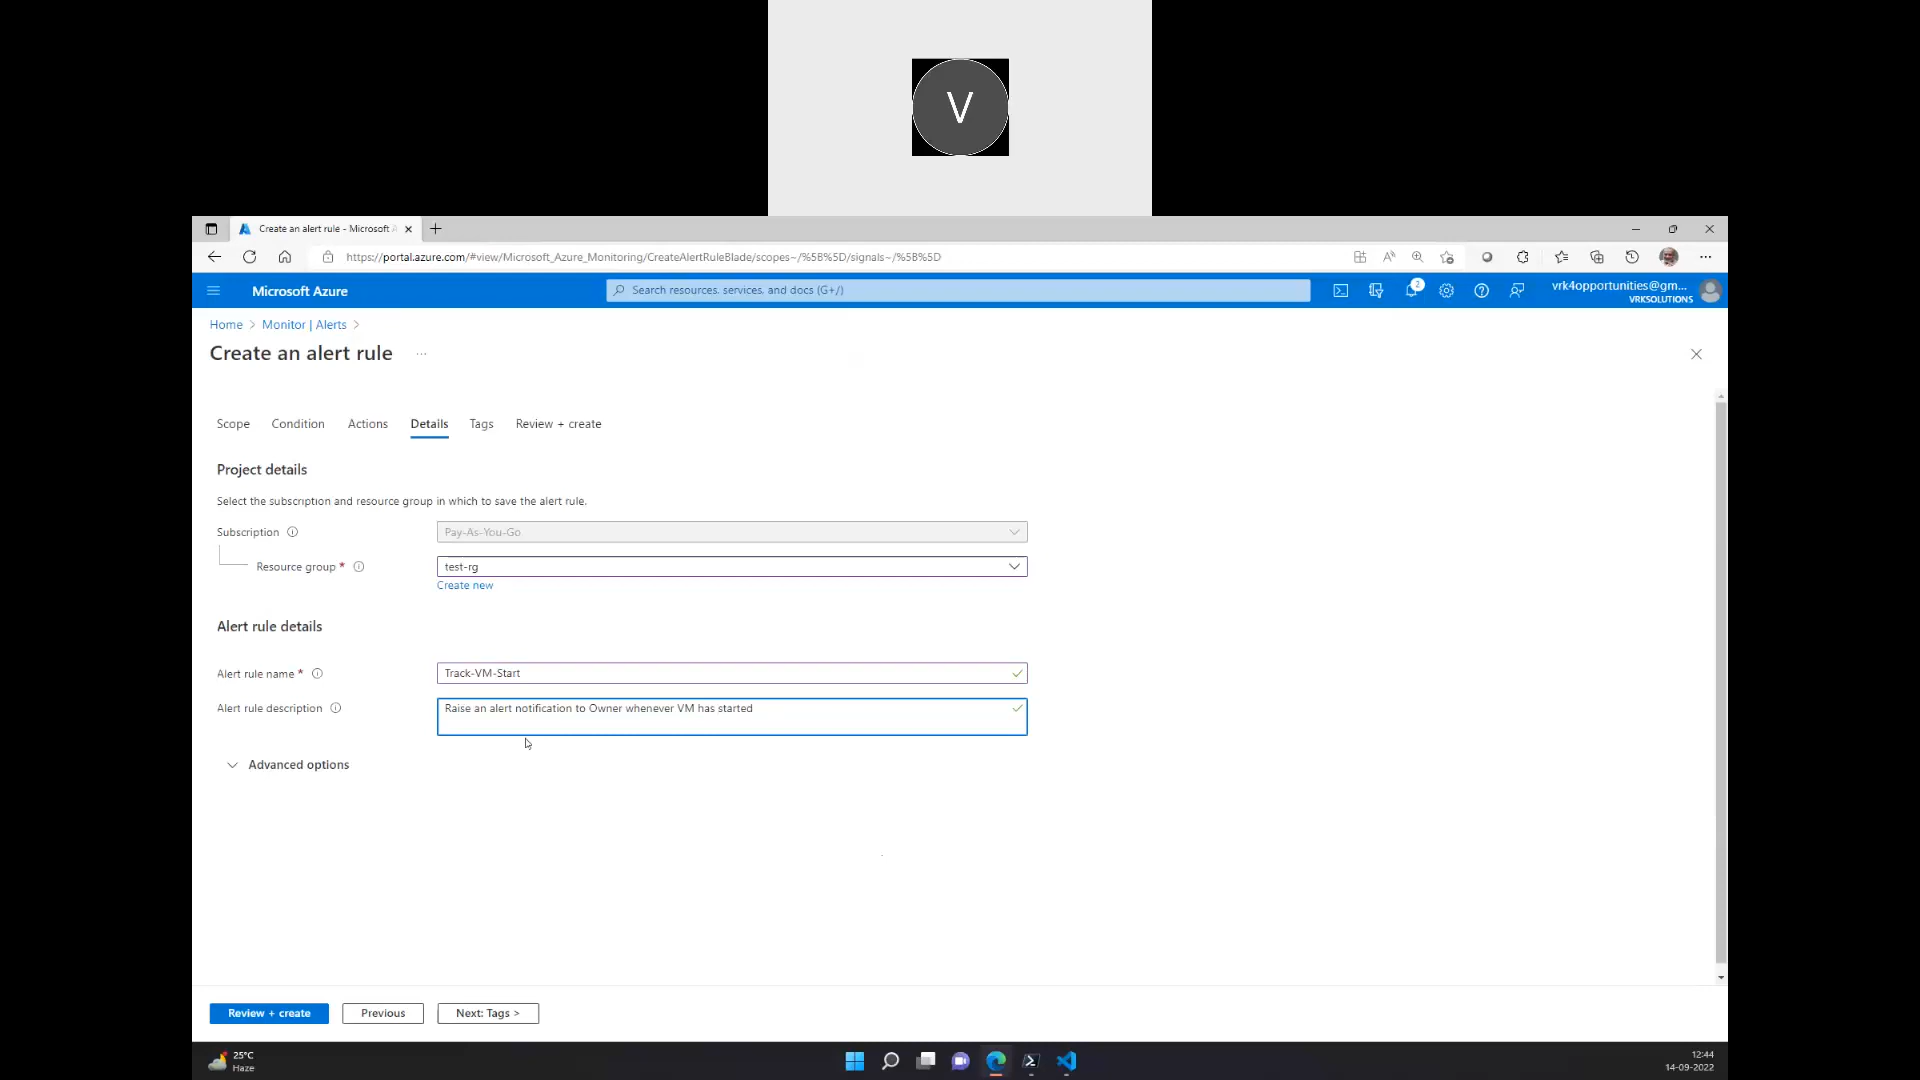 V
Create an alert rule - Microsoft A
https://portal.azure.com/#view/Microsoft_Azure_Monitoring/CreateAlertRuleBlade/scopes~/%5B%5D/signals~/%5B%5D
Microsoft Azure
Search resources, services, and docs (G+/)
2
vrk4opportunities@gm...
VRKSOLUTIONS
Home > Monitor | Alerts >
Create an alert rule ...
Scope Condition Actions Details Tags Review + create
Project details
Select the subscription and resource group in which to save the alert rule.
Subscription
Pay-As-You-Go
Resource group *
test-rg
Create new
Alert rule details
Alert rule name *
Track-VM-Start
Alert rule description
Raise an alert notification to Owner whenever VM has started
Advanced options
Review + create Previous Next: Tags >
25°C
Haze
12:44
14-09-2022